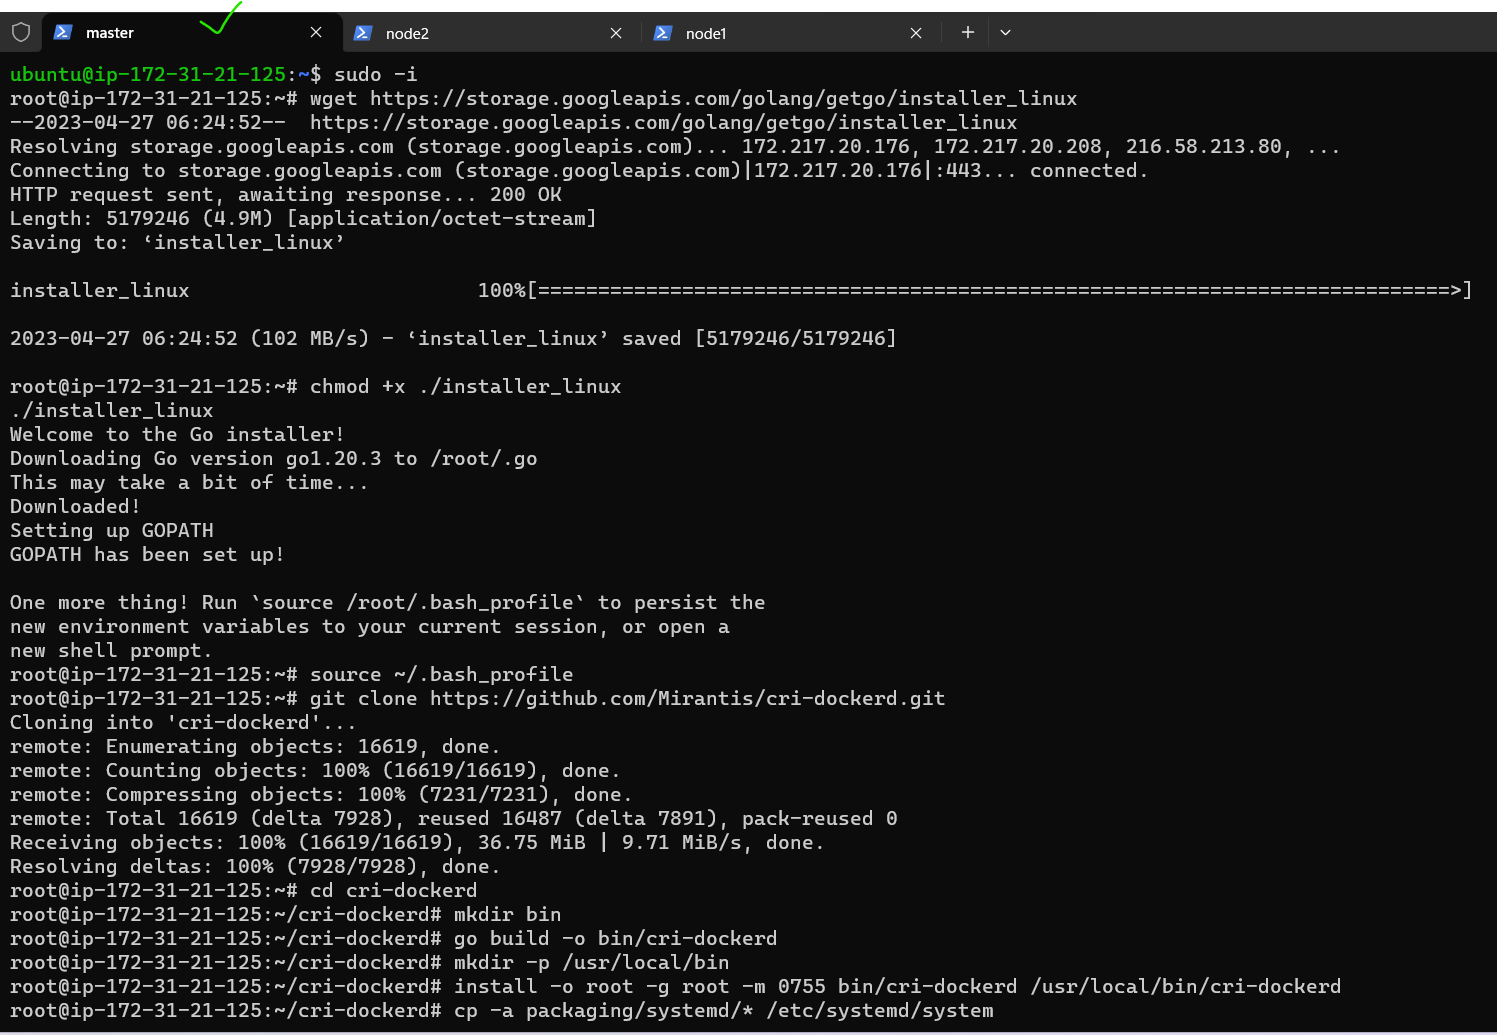 master
node2
node1
ubuntu@ip-172-31-21-125:~$ sudo -i
root@ip-172-31-21-125:~# wget https://storage.googleapis.com/golang/getgo/installer_linux
--2023-04-27 06:24:52--  https://storage.googleapis.com/golang/getgo/installer_linux
Resolving storage.googleapis.com (storage.googleapis.com)... 172.217.20.176, 172.217.20.208, 216.58.213.80, ...
Connecting to storage.googleapis.com (storage.googleapis.com)|172.217.20.176|:443... connected.
HTTP request sent, awaiting response... 200 OK
Length: 5179246 (4.9M) [application/octet-stream]
Saving to: ‘installer_linux’
installer_linux                        100%[============================================================================>]
2023-04-27 06:24:52 (102 MB/s) - ‘installer_linux’ saved [5179246/5179246]
root@ip-172-31-21-125:~# chmod +x ./installer_linux
./installer_linux
Welcome to the Go installer!
Downloading Go version go1.20.3 to /root/.go
This may take a bit of time...
Downloaded!
Setting up GOPATH
GOPATH has been set up!
One more thing! Run `source /root/.bash_profile` to persist the
new environment variables to your current session, or open a
new shell prompt.
root@ip-172-31-21-125:~# source ~/.bash_profile
root@ip-172-31-21-125:~# git clone https://github.com/Mirantis/cri-dockerd.git
Cloning into 'cri-dockerd'...
remote: Enumerating objects: 16619, done.
remote: Counting objects: 100% (16619/16619), done.
remote: Compressing objects: 100% (7231/7231), done.
remote: Total 16619 (delta 7928), reused 16487 (delta 7891), pack-reused 0
Receiving objects: 100% (16619/16619), 36.75 MiB | 9.71 MiB/s, done.
Resolving deltas: 100% (7928/7928), done.
root@ip-172-31-21-125:~# cd cri-dockerd
root@ip-172-31-21-125:~/cri-dockerd# mkdir bin
root@ip-172-31-21-125:~/cri-dockerd# go build -o bin/cri-dockerd
root@ip-172-31-21-125:~/cri-dockerd# mkdir -p /usr/local/bin
root@ip-172-31-21-125:~/cri-dockerd# install -o root -g root -m 0755 bin/cri-dockerd /usr/local/bin/cri-dockerd
root@ip-172-31-21-125:~/cri-dockerd# cp -a packaging/systemd/* /etc/systemd/system